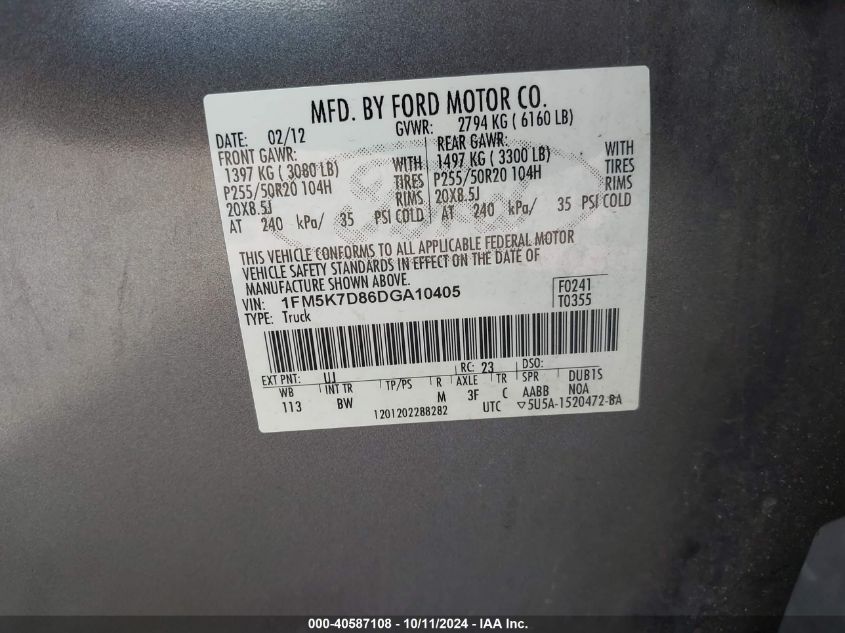 MFD. BY FORD MOTOR CO.
DATE: 02/12 GVWR: 2794 KG ( 6160 LB)
FRONT GAWR: REAR GAWR:
1397 KG ( 3080 LB) WITH 1497 KG ( 3300 LB) WITH
P255/50R20 104H TIRES P255/50R20 104H TIRES
20X8.5J RIMS 20X8.5J RIMS
AT 240 kPa/ 35 PSI COLD AT 240 kPa/ 35 PSI COLD
THIS VEHICLE CONFORMS TO ALL APPLICABLE FEDERAL MOTOR
VEHICLE SAFETY STANDARDS IN EFFECT ON THE DATE OF
MANUFACTURE SHOWN ABOVE.
VIN: 1FM5K7D86DGA10405 F0241
TYPE: Truck T0355
EXT PNT: UJ RC: 23 DSO:
WB INT TR TP/PS R AXLE TR SPR DUB1S
113 BW M 3F C AABB N0A
1201202288282 UTC ▽5U5A-1520472-BA
000-40587108 - 10/11/2024 - IAA Inc.